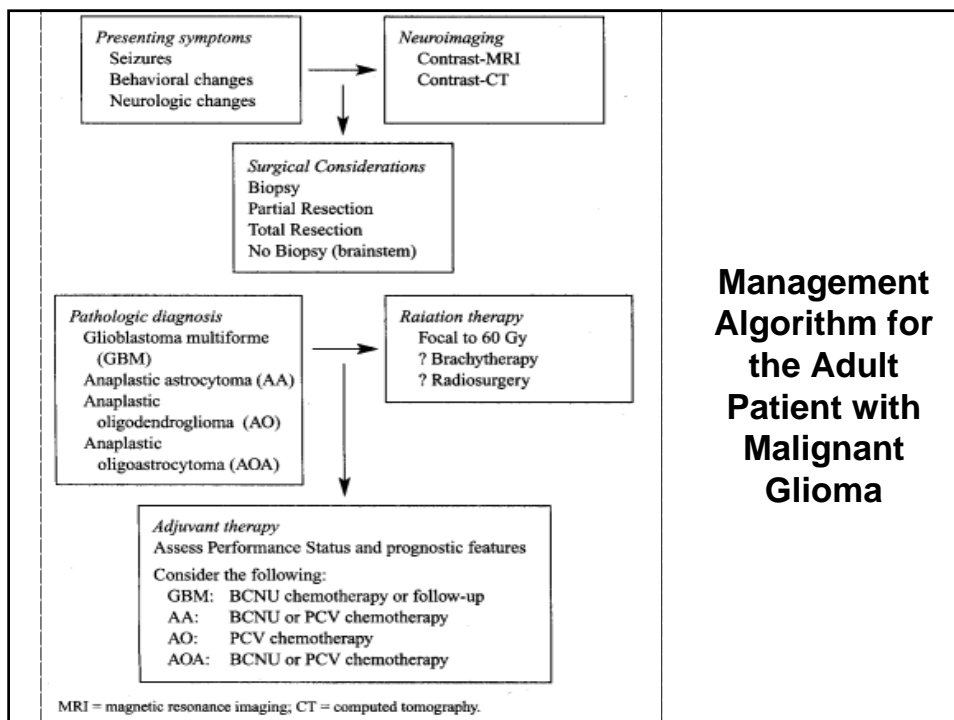 Presenting symptoms
Seizures
Behavioral changes
Neurologic changes
Neuroimaging
Contrast-MRI
Contrast-CT
Surgical Considerations
Biopsy
Partial Resection
Total Resection
No Biopsy (brainstem)
Pathologic diagnosis
Glioblastoma multiforme
(GBM)
Anaplastic astrocytoma (AA)
Anaplastic
oligodendroglioma (AO)
Anaplastic
oligoastrocytoma (AOA)
Raiation therapy
Focal to 60 Gy
? Brachytherapy
? Radiosurgery
Adjuvant therapy
Assess Performance Status and prognostic features
Consider the following:
GBM: BCNU chemotherapy or follow-up
AA: BCNU or PCV chemotherapy
AO: PCV chemotherapy
AOA: BCNU or PCV chemotherapy
MRI = magnetic resonance imaging; CT = computed tomography.
Management
Algorithm for
the Adult
Patient with
Malignant
Glioma